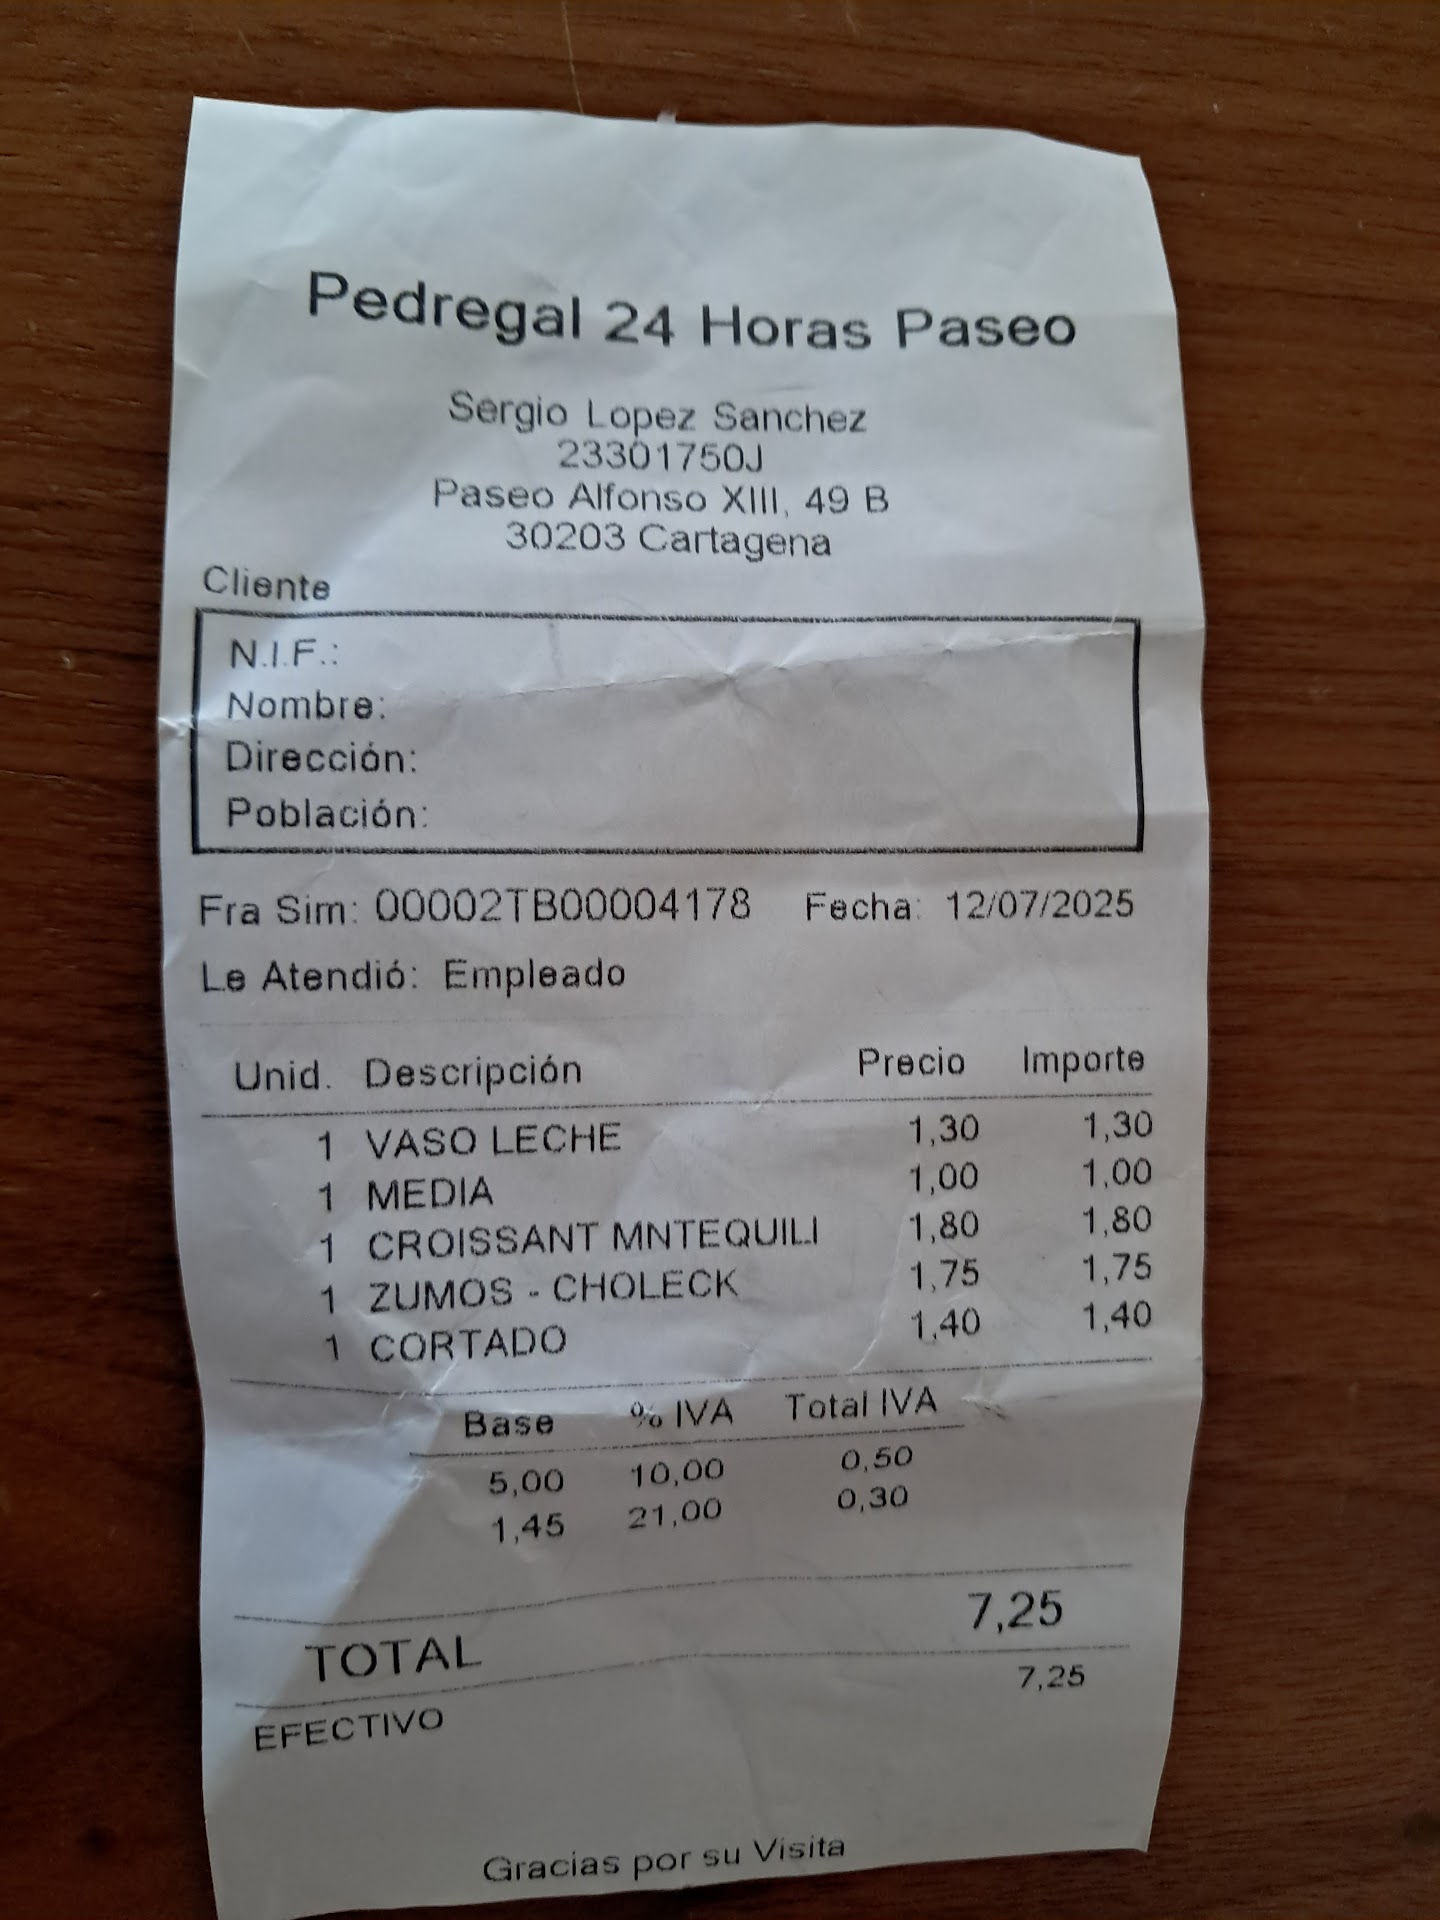 Pedregal 24 Horas Paseo
Sergio Lopez Sanchez
23301750J
Paseo Alfonso XIII, 49 B
30203 Cartagena
Cliente
N.I.F.:
Nombre:
Dirección:
Población:
Fra Sim: 00002TB00004178 Fecha: 12/07/2025
Le Atendió: Empleado
Unid. Descripción Precio Importe
1 VASO LECHE 1,30 1,30
1 MEDIA 1,00 1,00
1 CROISSANT MNTEQUILI 1,80 1,80
1 ZUMOS - CHOLECK 1,75 1,75
1 CORTADO 1,40 1,40
Base % IVA Total IVA
5,00 10,00 0,50
1,45 21,00 0,30
TOTAL 7,25
EFECTIVO 7,25
Gracias por su Visita